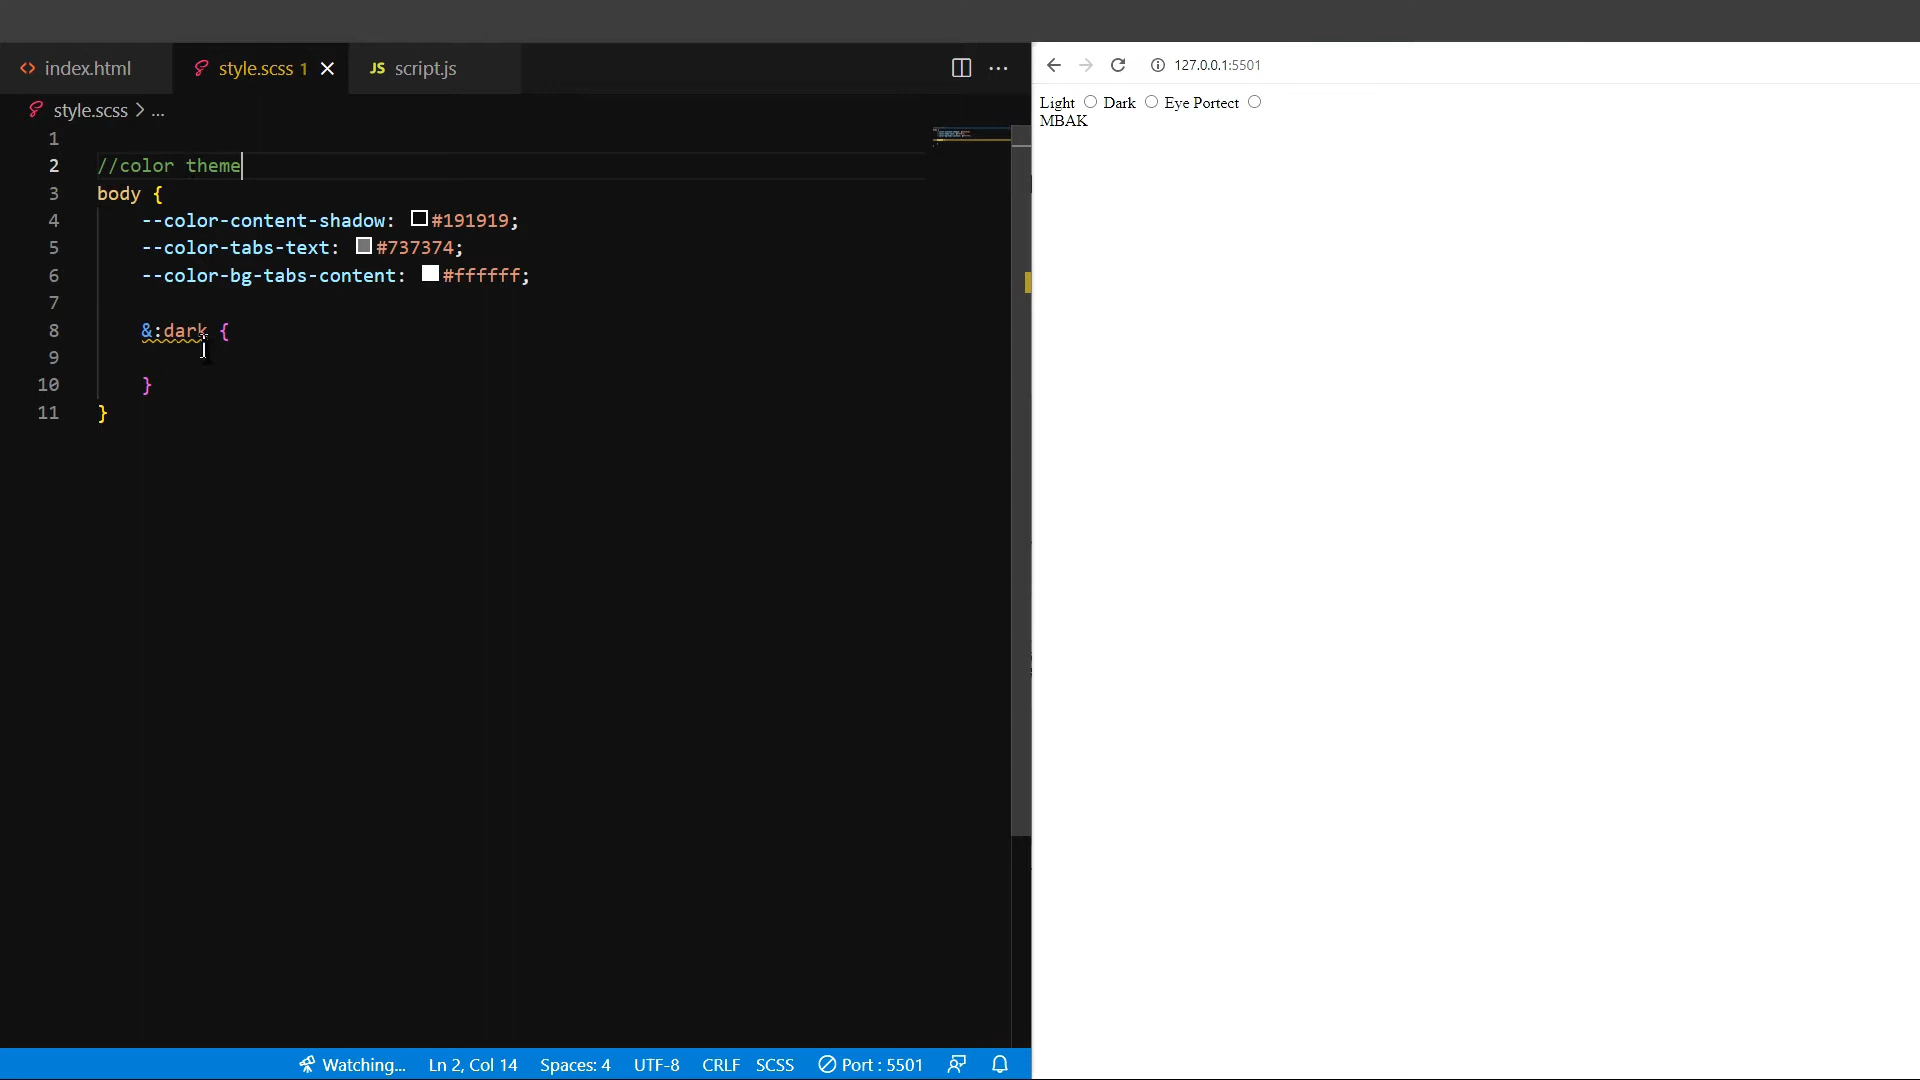 index.html
style.scss 1
JS script.js
127.0.0.1:5501
style.scss > ...
Light Dark Eye Portect
MBAK
1
2 //color theme
3 body {
4 --color-content-shadow: #191919;
5 --color-tabs-text: #737374;
6 --color-bg-tabs-content: #ffffff;
7
8 &:dark {
9
10 }
11 }
Watching... Ln 2, Col 14 Spaces: 4 UTF-8 CRLF SCSS Port : 5501